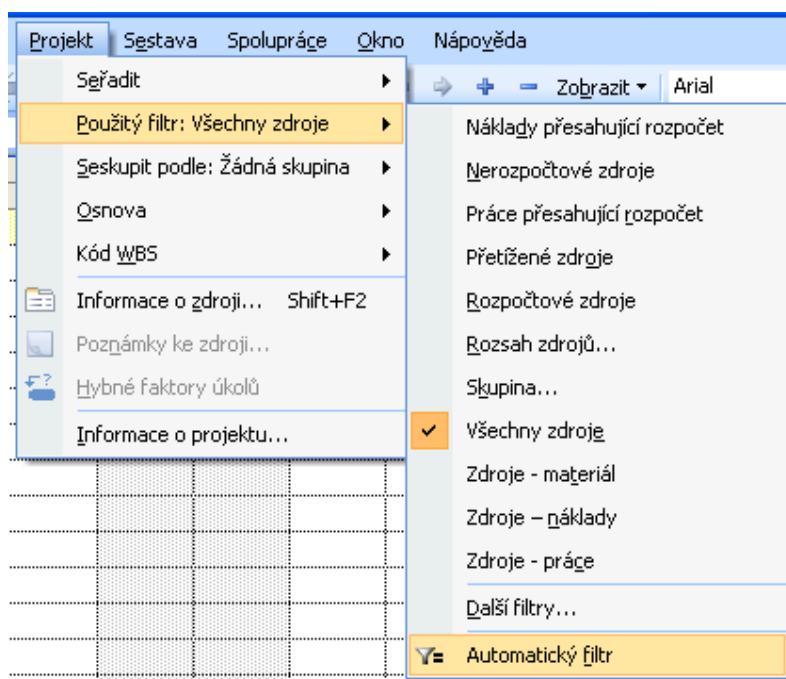 Projekt Sestava Spolupráce Okno Nápověda
Zobrazit Arial
Seřadit
Použitý filtr: Všechny zdroje
Seskupit podle: Žádná skupina
Osnova
Kód WBS
Informace o zdroji... Shift+F2
Poznámky ke zdroji...
Hybné faktory úkolů
Informace o projektu...
Náklady přesahující rozpočet
Nerozpočtové zdroje
Práce přesahující rozpočet
Přetížené zdroje
Rozpočtové zdroje
Rozsah zdrojů...
Skupina...
Všechny zdroje
Zdroje - materiál
Zdroje – náklady
Zdroje - práce
Další filtry...
Automatický filtr